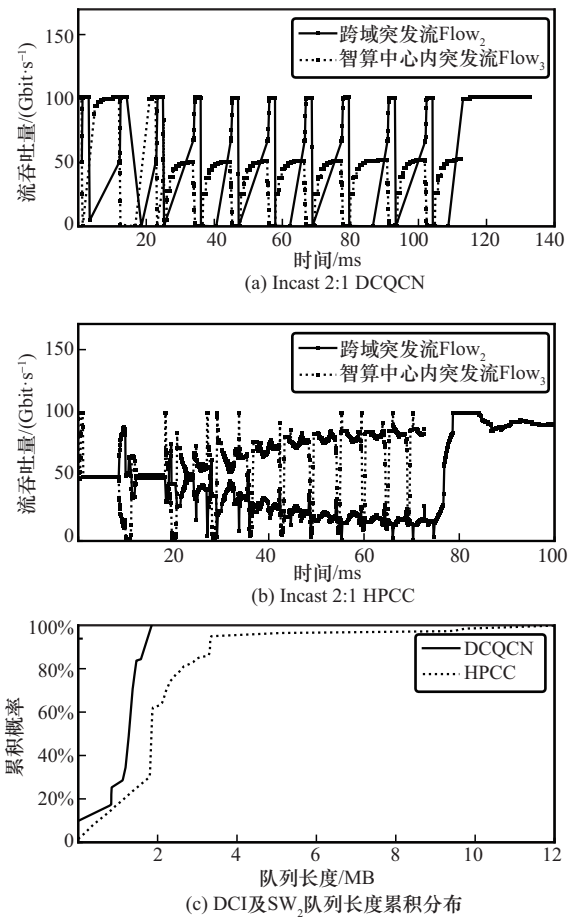 150
100
50
0
流吞吐量/(Gbit·s⁻¹)
跨域突发流Flow₂
智算中心内突发流Flow₃
20 40 60 80 100 120 140
时间/ms
(a) Incast 2:1 DCQCN
150
100
50
0
流吞吐量/(Gbit·s⁻¹)
跨域突发流Flow₂
智算中心内突发流Flow₃
20 40 60 80 100
时间/ms
(b) Incast 2:1 HPCC
100%
80%
60%
40%
20%
0
累积概率
DCQCN
HPCC
2 4 6 8 10 12
队列长度/MB
(c) DCI及SW₂队列长度累积分布